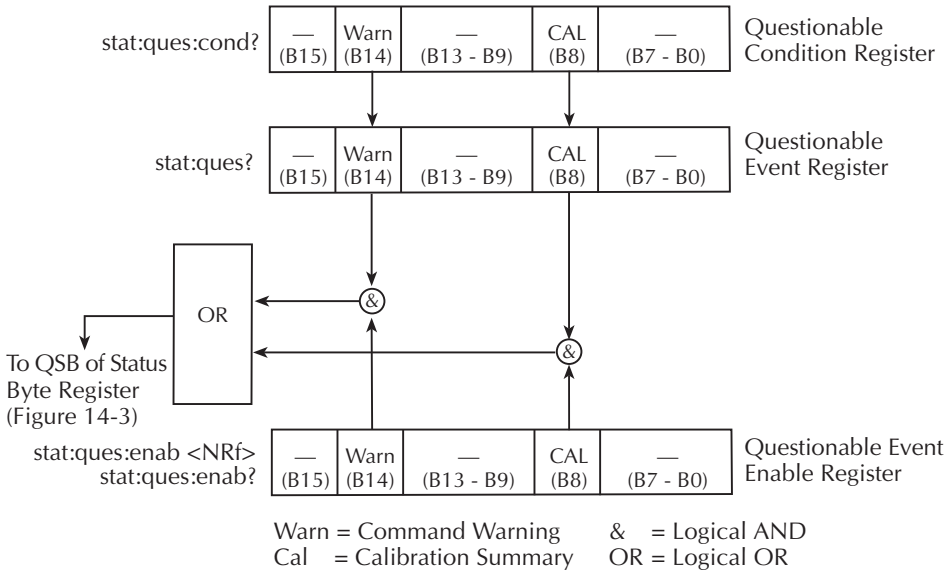 stat:ques:cond?
—
(B15)
Warn
(B14)
—
(B13 - B9)
CAL
(B8)
—
(B7 - B0)
Questionable
Condition Register
stat:ques?
—
(B15)
Warn
(B14)
—
(B13 - B9)
CAL
(B8)
—
(B7 - B0)
Questionable
Event Register
OR
&
&
To QSB of Status
Byte Register
(Figure 14-3)
stat:ques:enab <NRf>
stat:ques:enab?
—
(B15)
Warn
(B14)
—
(B13 - B9)
CAL
(B8)
—
(B7 - B0)
Questionable Event
Enable Register
Warn = Command Warning
& = Logical AND
Cal = Calibration Summary
OR = Logical OR